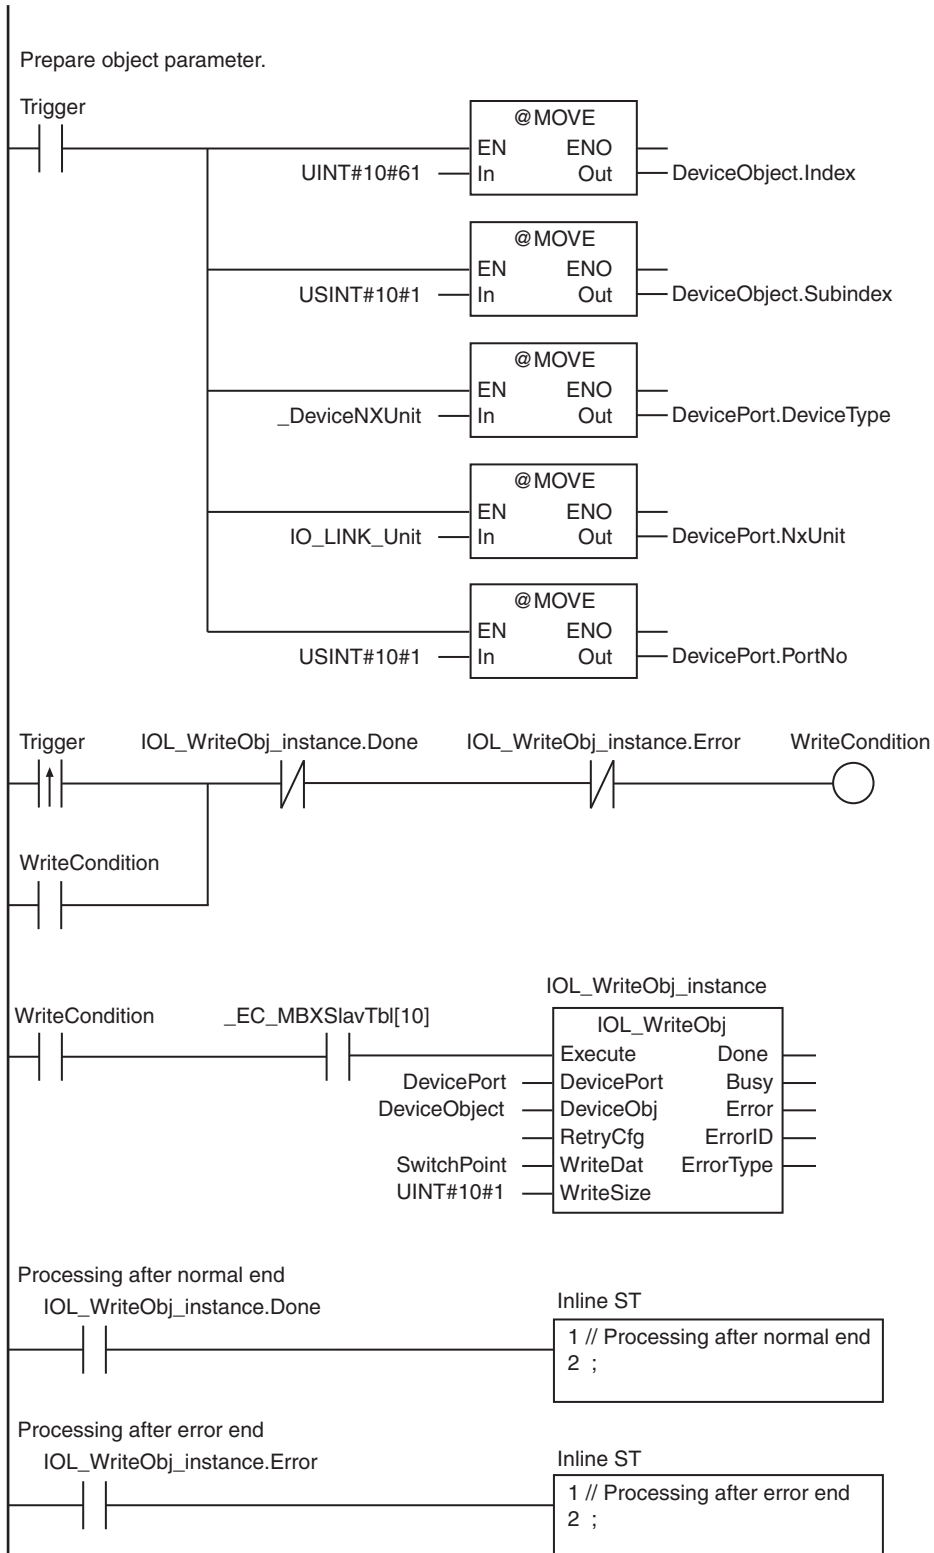 Prepare object parameter.
Trigger
@MOVE
EN ENO
UINT#10#61 In Out DeviceObject.Index
@MOVE
EN ENO
USINT#10#1 In Out DeviceObject.Subindex
@MOVE
EN ENO
_DeviceNXUnit In Out DevicePort.DeviceType
@MOVE
EN ENO
IO_LINK_Unit In Out DevicePort.NxUnit
@MOVE
EN ENO
USINT#10#1 In Out DevicePort.PortNo
Trigger IOL_WriteObj_instance.Done IOL_WriteObj_instance.Error WriteCondition
WriteCondition
IOL_WriteObj_instance
WriteCondition _EC_MBXSlavTbl[10] IOL_WriteObj
Execute Done
DevicePort DevicePort Busy
DeviceObject DeviceObj Error
RetryCfg ErrorID
SwitchPoint WriteDat ErrorType
UINT#10#1 WriteSize
Processing after normal end
IOL_WriteObj_instance.Done Inline ST
1 // Processing after normal end
2 ;
Processing after error end
IOL_WriteObj_instance.Error Inline ST
1 // Processing after error end
2 ;